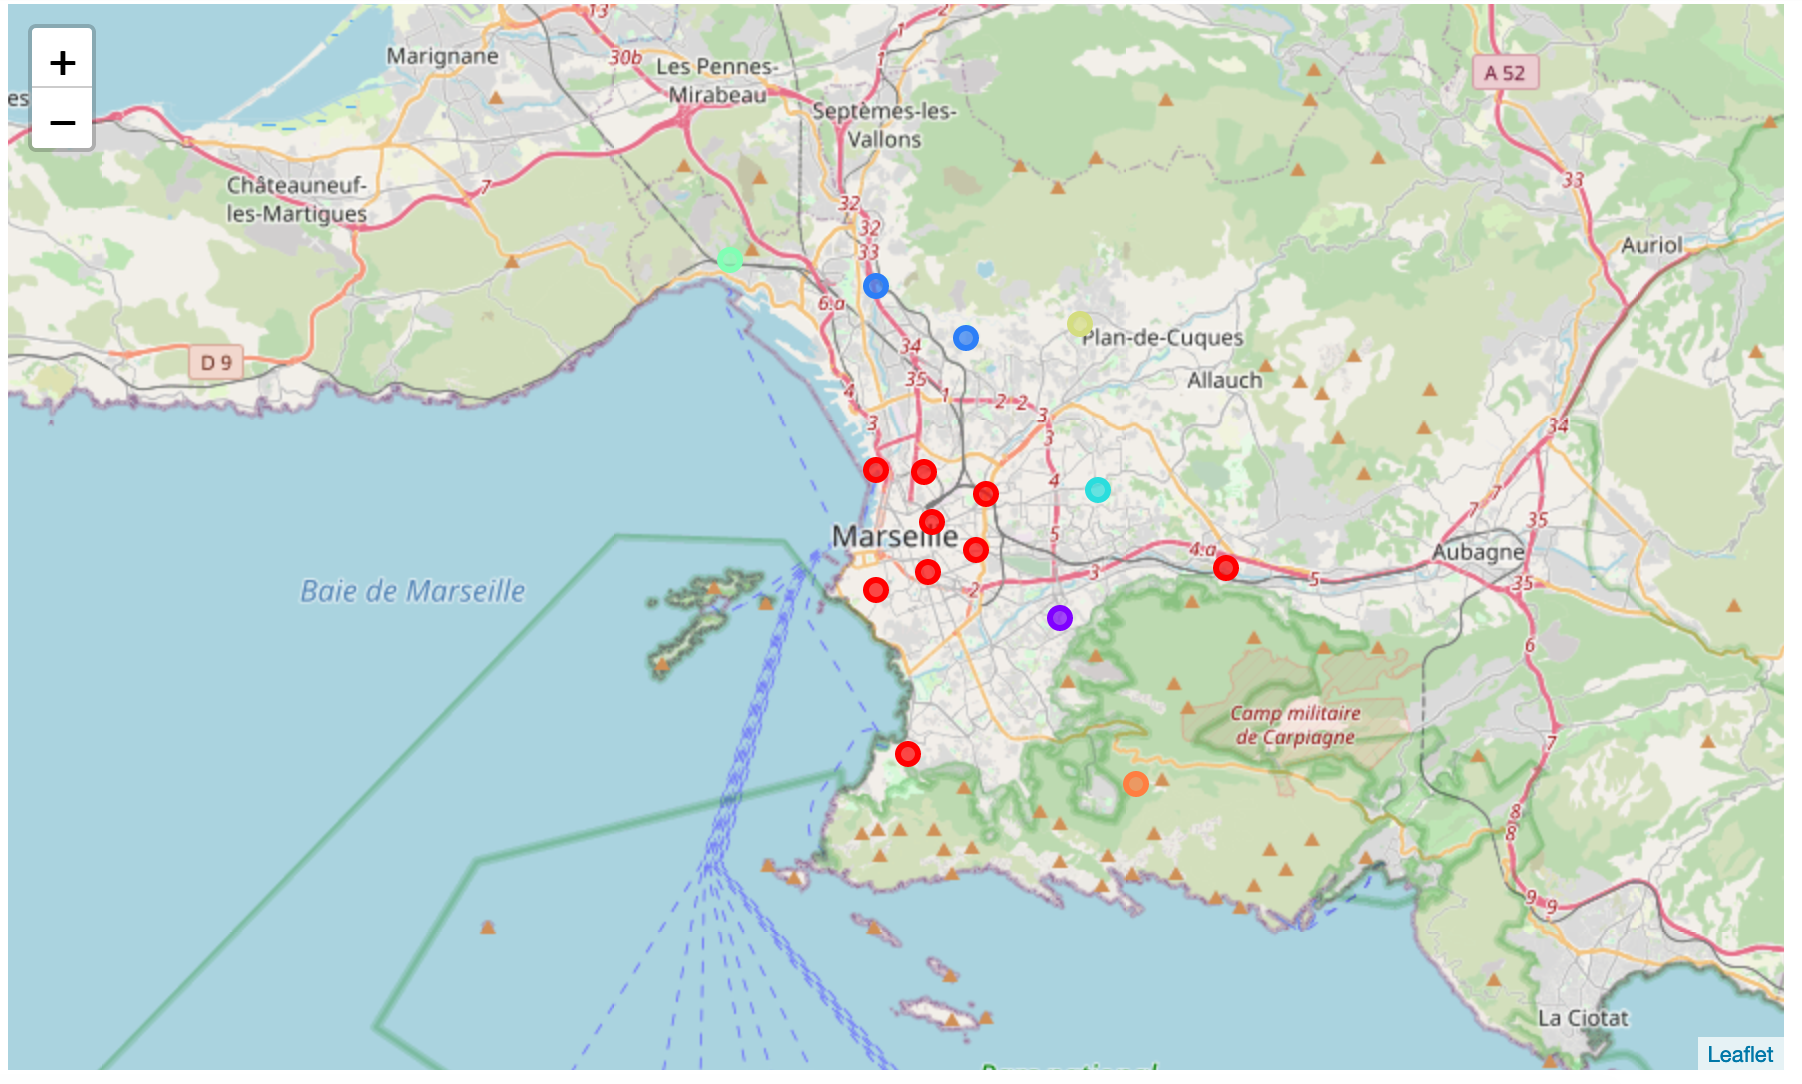 +
−
Marignane
es
13
30b
Les Pennes-
Mirabeau
1
2
1
A 52
Septèmes-les-
Vallons
Châteauneuf-
les-Martigues
7
32
32
33
33
Auriol
6.a
D 9
34
Plan-de-Cuques
35
1
2
2
Allauch
4
3
3
3
34
4
7
7
35
Marseille
5
4.a
Aubagne
Baie de Marseille
2
3
5
35
6
Camp militaire
de Carpiagne
7
8
8
9
9
La Ciotat
Leaflet